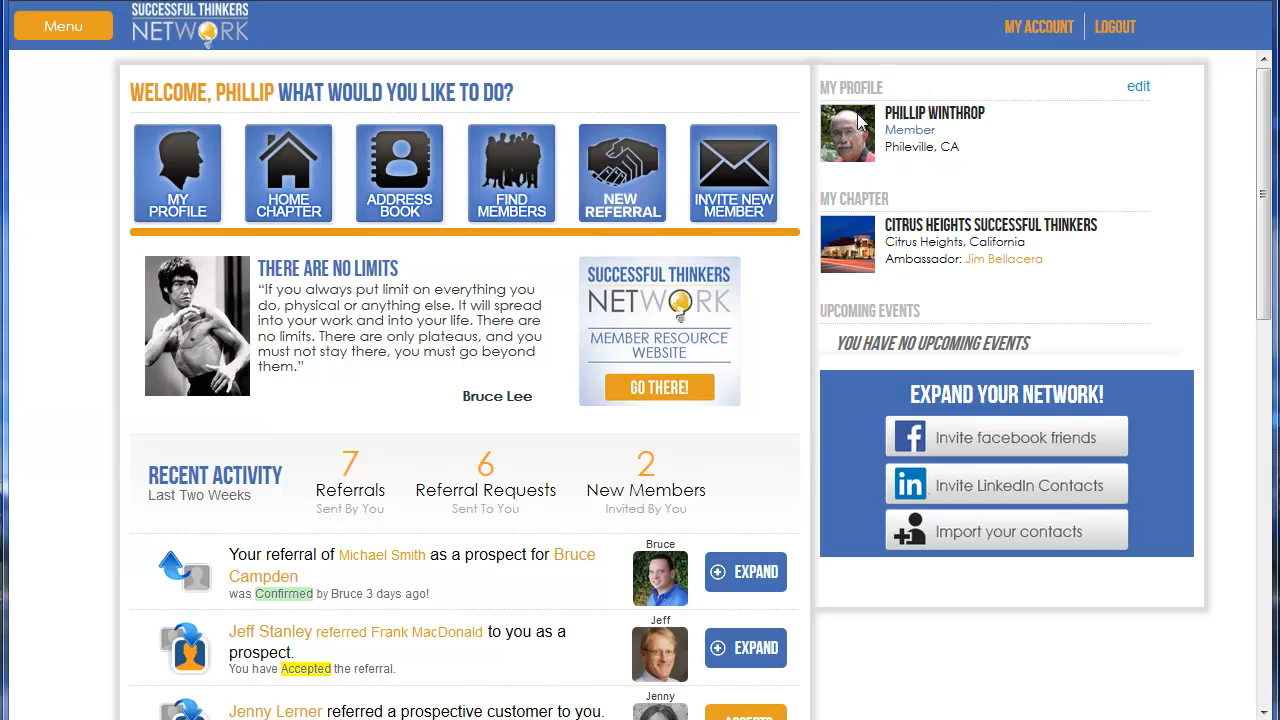 Menu
SUCCESSFUL THINKERS
NETWORK
MY ACCOUNT
LOGOUT
WELCOME, PHILLIP WHAT WOULD YOU LIKE TO DO?
MY
PROFILE
HOME
CHAPTER
ADDRESS
BOOK
FIND
MEMBERS
NEW
REFERRAL
INVITE NEW
MEMBER
THERE ARE NO LIMITS
“If you always put limit on everything you
do, physical or anything else. It will spread
into your work and into your life. There are
no limits. There are only plateaus, and you
must not stay there, you must go beyond
them.”
Bruce Lee
SUCCESSFUL THINKERS
NETWORK
MEMBER RESOURCE
WEBSITE
GO THERE!
RECENT ACTIVITY
Last Two Weeks
7
Referrals
Sent By You
6
Referral Requests
Sent To You
2
New Members
Invited By You
Your referral of Michael Smith as a prospect for Bruce
Campden
was Confirmed by Bruce 3 days ago!
Bruce
EXPAND
Jeff Stanley referred Frank MacDonald to you as a
prospect.
You have Accepted the referral.
Jeff
EXPAND
Jenny Lerner referred a prospective customer to you.
Jenny
MY PROFILE
edit
PHILLIP WINTHROP
Member
Phileville, CA
MY CHAPTER
CITRUS HEIGHTS SUCCESSFUL THINKERS
Citrus Heights, California
Ambassador: Jim Bellacera
UPCOMING EVENTS
YOU HAVE NO UPCOMING EVENTS
EXPAND YOUR NETWORK!
Invite facebook friends
in Invite LinkedIn Contacts
Import your contacts